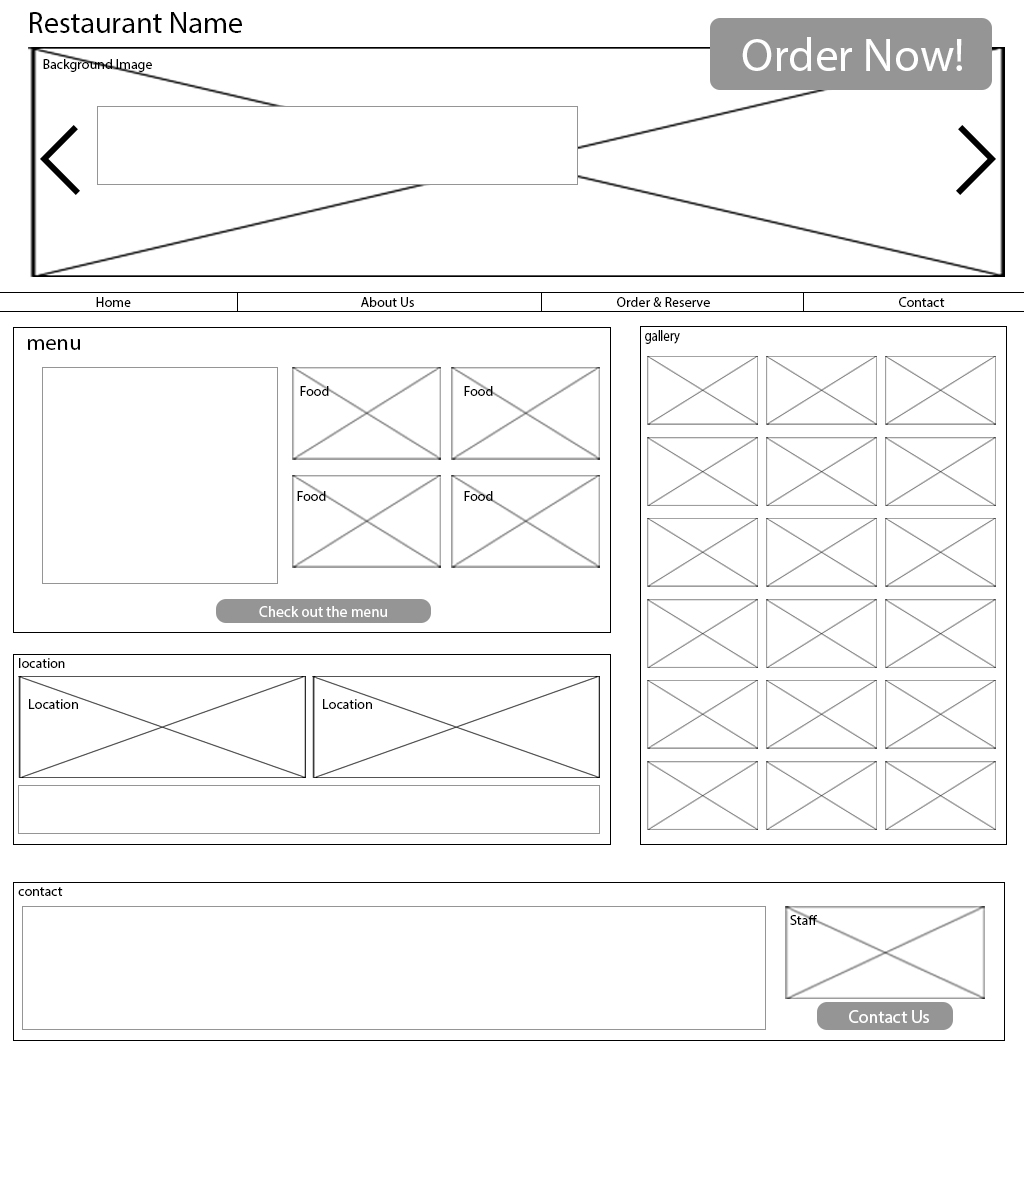 Restaurant Name
Order Now!
Background Image
Home
About Us
Order & Reserve
Contact
menu
Food
Food
Food
Food
Check out the menu
gallery
location
Location
Location
contact
Staff
Contact Us